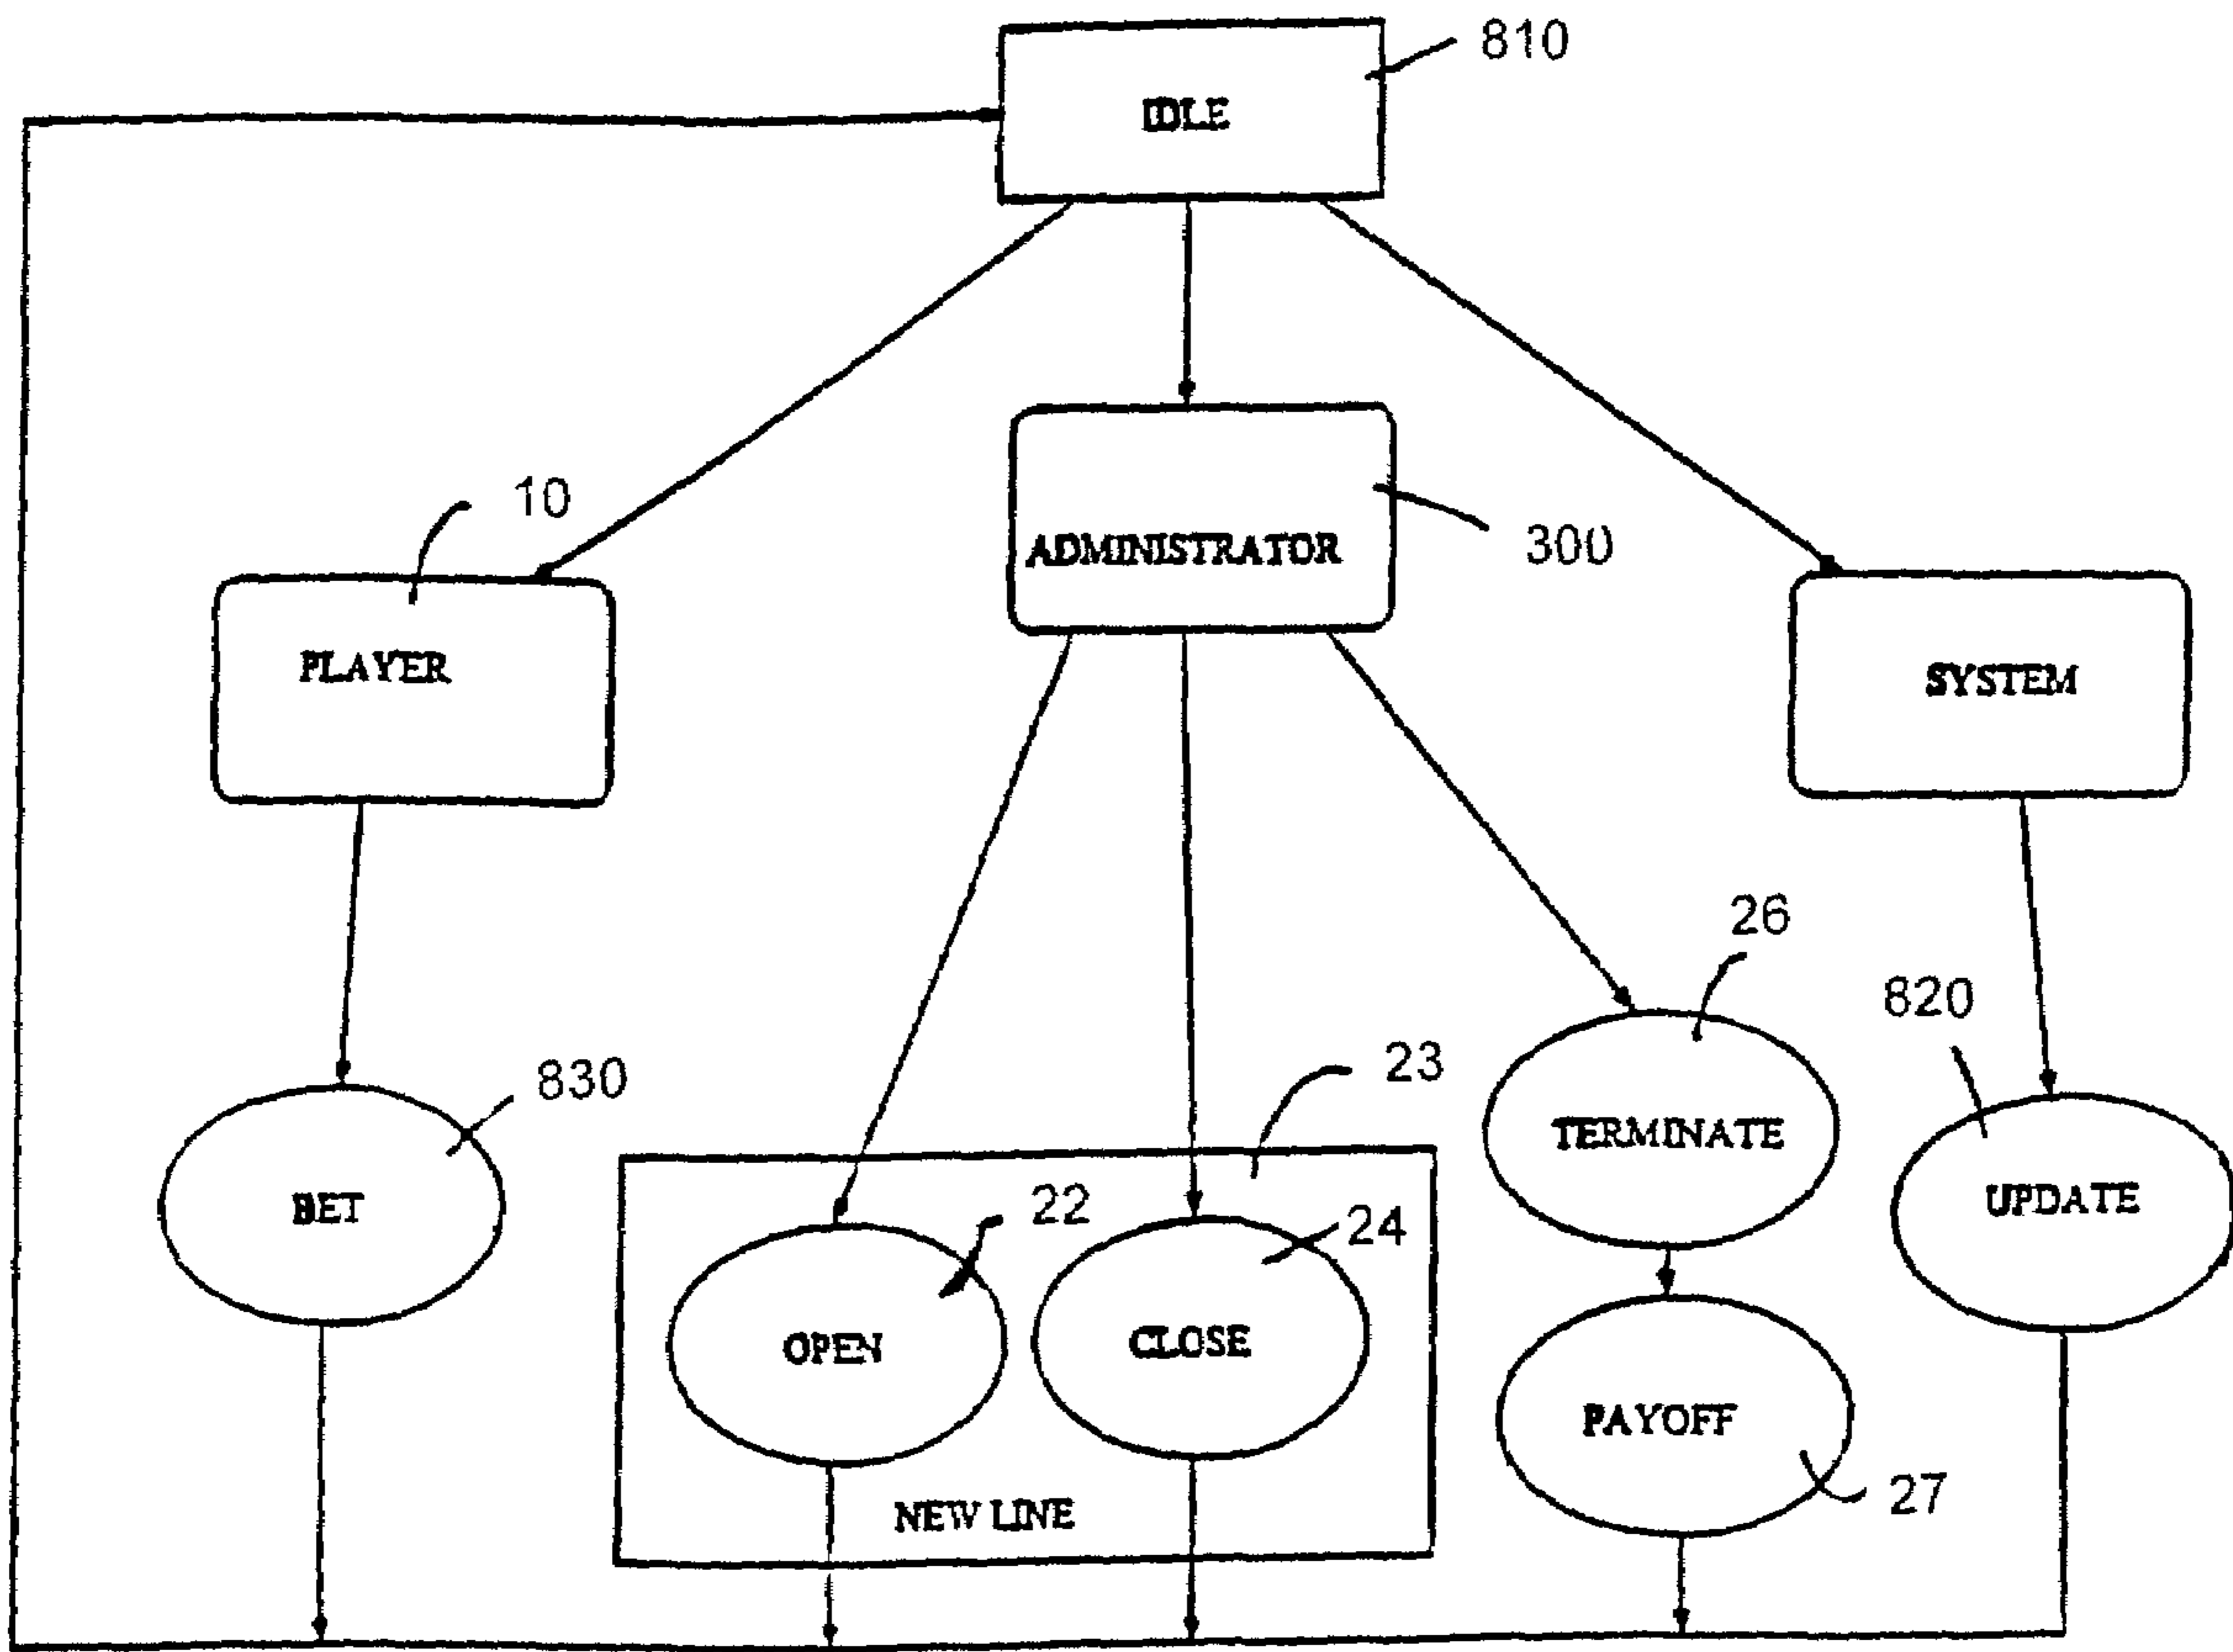 810
IDLE
10
300
ADMINISTRATOR
PLAYER
SYSTEM
26
820
830
23
TERMINATE
22
24
BET
UPDATE
OPEN
CLOSE
PAYOFF
27
NEW LINE